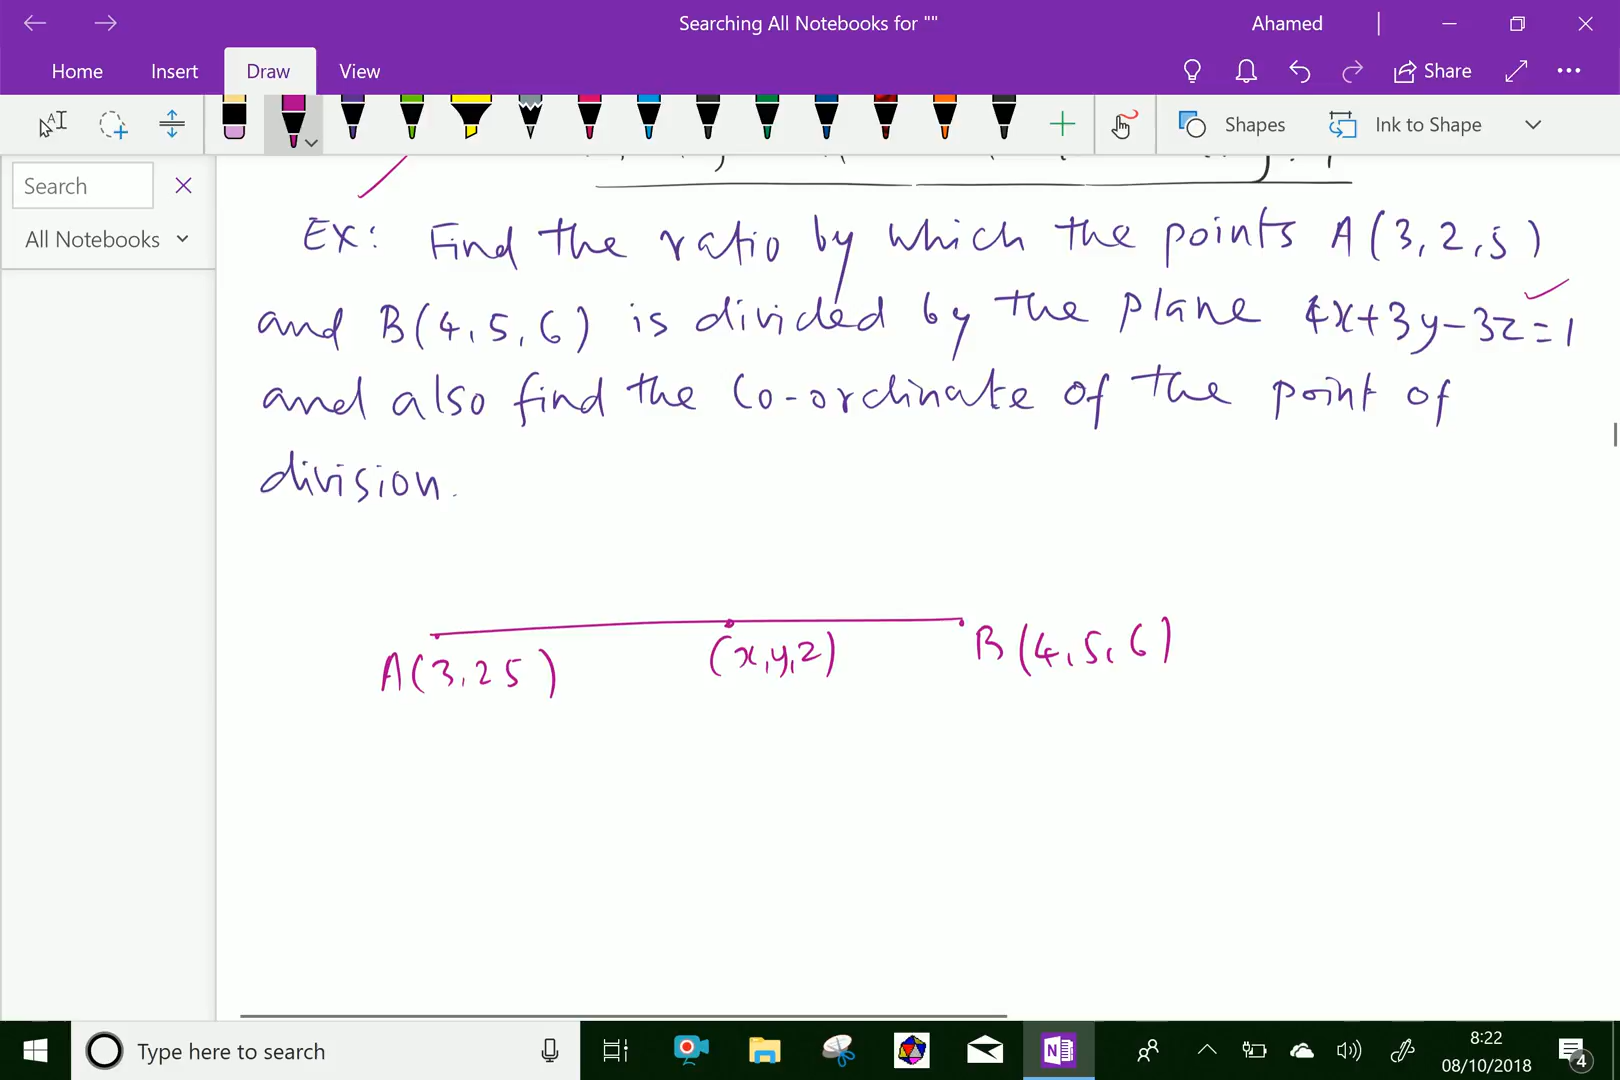 Searching All Notebooks for ""
Ahamed
Home Insert Draw View
Share
Shapes
Ink to Shape
Search
All Notebooks
Ex: Find the ratio by which the points A(3,2,5)
and B(4,5,6) is divided by the plane 4x+3y-3z=1
and also find the Co-ordinate of the point of
division.
A(3,25)
(x,y,z)
B(4,5,6)
Type here to search
8:22
08/10/2018
4